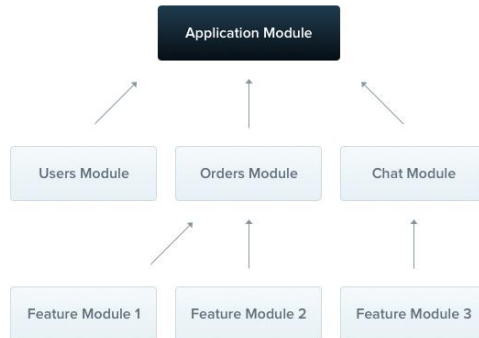 Application Module
Users Module
Orders Module
Chat Module
Feature Module 1
Feature Module 2
Feature Module 3